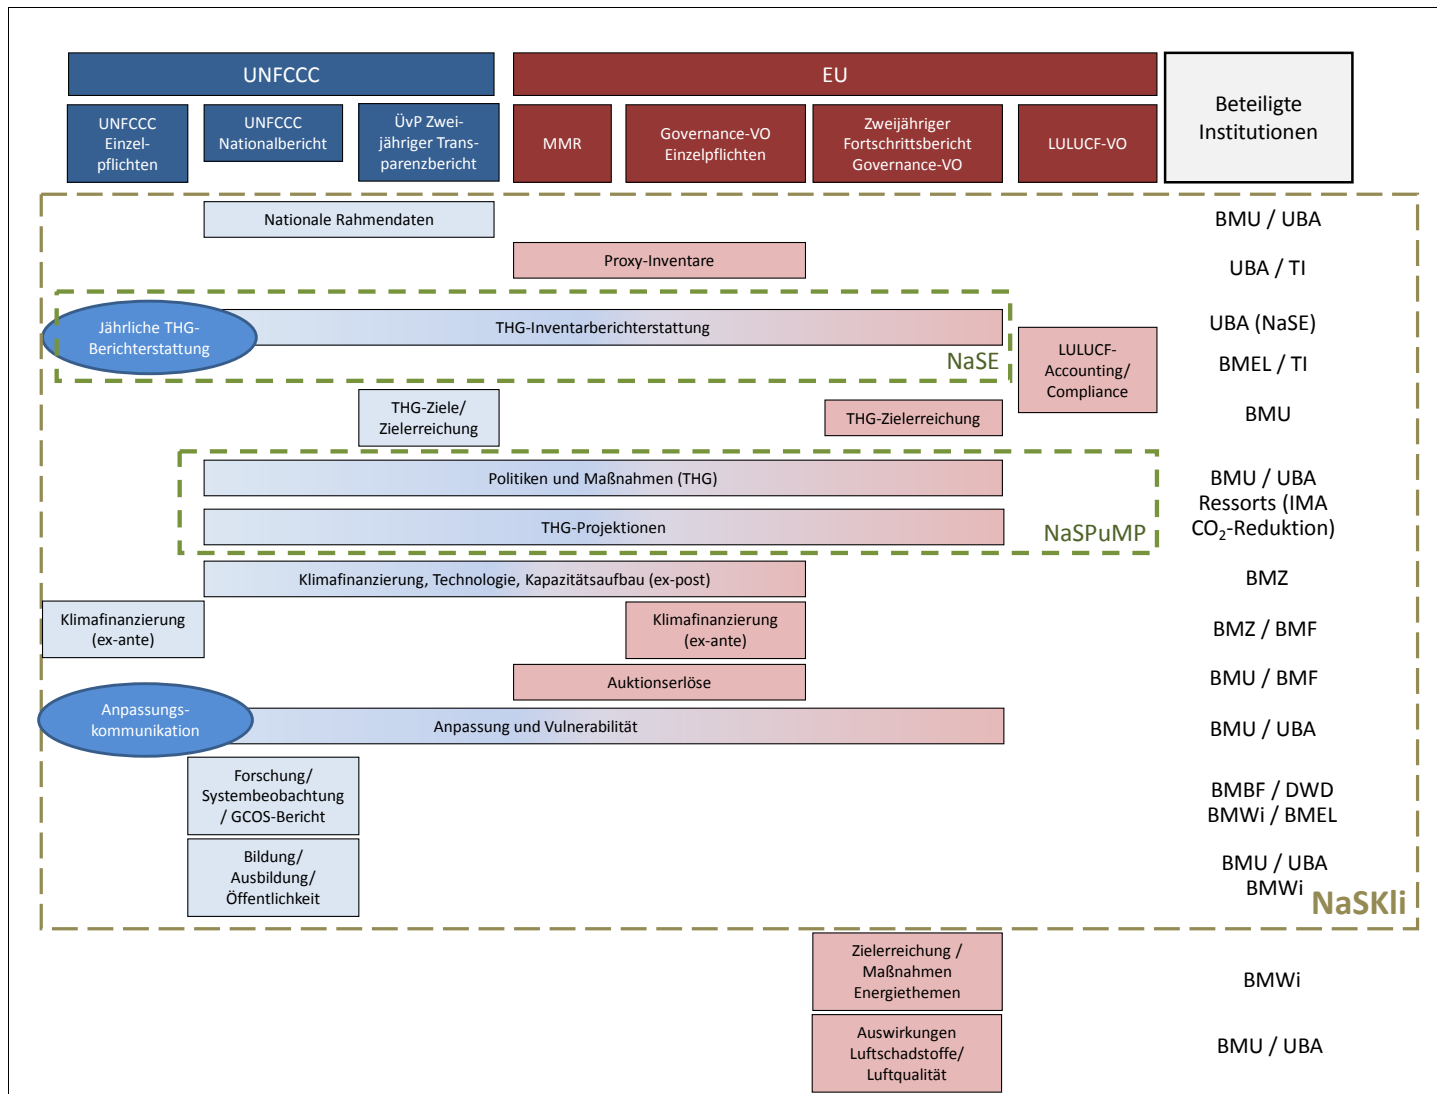 UNFCCC
EU
Beteiligte
Institutionen
UNFCCC
Einzel-
pflichten
UNFCCC
Nationalbericht
ÜvP Zwei-
jähriger Trans-
parenzbericht
MMR
Governance-VO
Einzelpflichten
Zweijähriger
Fortschrittsbericht
Governance-VO
LULUCF-VO
Nationale Rahmendaten
BMU / UBA
Proxy-Inventare
UBA / TI
Jährliche THG-
Berichterstattung
THG-Inventarberichterstattung
NaSE
UBA (NaSE)
LULUCF-
Accounting/
Compliance
BMEL / TI
THG-Ziele/
Zielerreichung
THG-Zielerreichung
BMU
Politiken und Maßnahmen (THG)
THG-Projektionen
NaSPuMP
BMU / UBA
Ressorts (IMA
CO₂-Reduktion)
Klimafinanzierung, Technologie, Kapazitätsaufbau (ex-post)
BMZ
Klimafinanzierung
(ex-ante)
Klimafinanzierung
(ex-ante)
BMZ / BMF
Auktionserlöse
BMU / BMF
Anpassungs-
kommunikation
Anpassung und Vulnerabilität
BMU / UBA
Forschung/
Systembeobachtung
/ GCOS-Bericht
BMBF / DWD
BMWi / BMEL
Bildung/
Ausbildung/
Öffentlichkeit
BMU / UBA
BMWi
NaSKli
Zielerreichung /
Maßnahmen
Energiethemen
BMWi
Auswirkungen
Luftschadstoffe/
Luftqualität
BMU / UBA